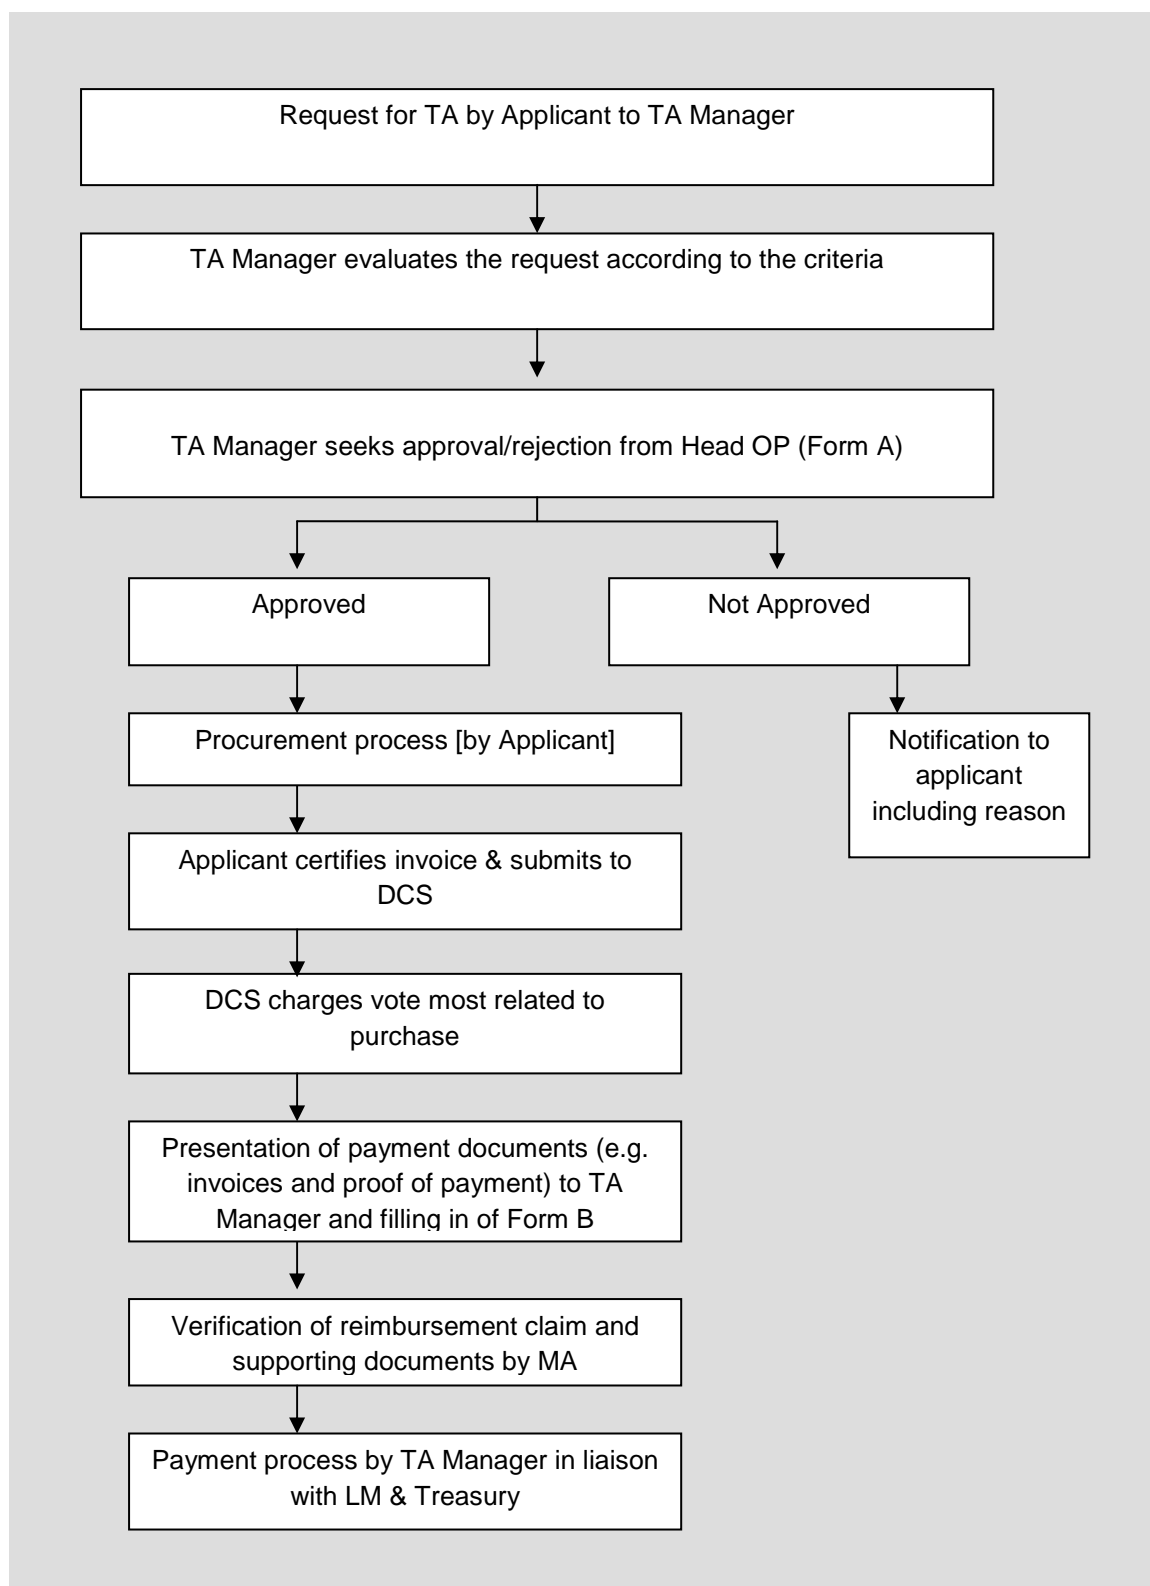 Request for TA by Applicant to TA Manager
TA Manager evaluates the request according to the criteria
TA Manager seeks approval/rejection from Head OP (Form A)
Approved
Not Approved
Procurement process [by Applicant]
Notification to
applicant
including reason
Applicant certifies invoice & submits to
DCS
DCS charges vote most related to
purchase
Presentation of payment documents (e.g.
invoices and proof of payment) to TA
Manager and filling in of Form B
Verification of reimbursement claim and
supporting documents by MA
Payment process by TA Manager in liaison
with LM & Treasury